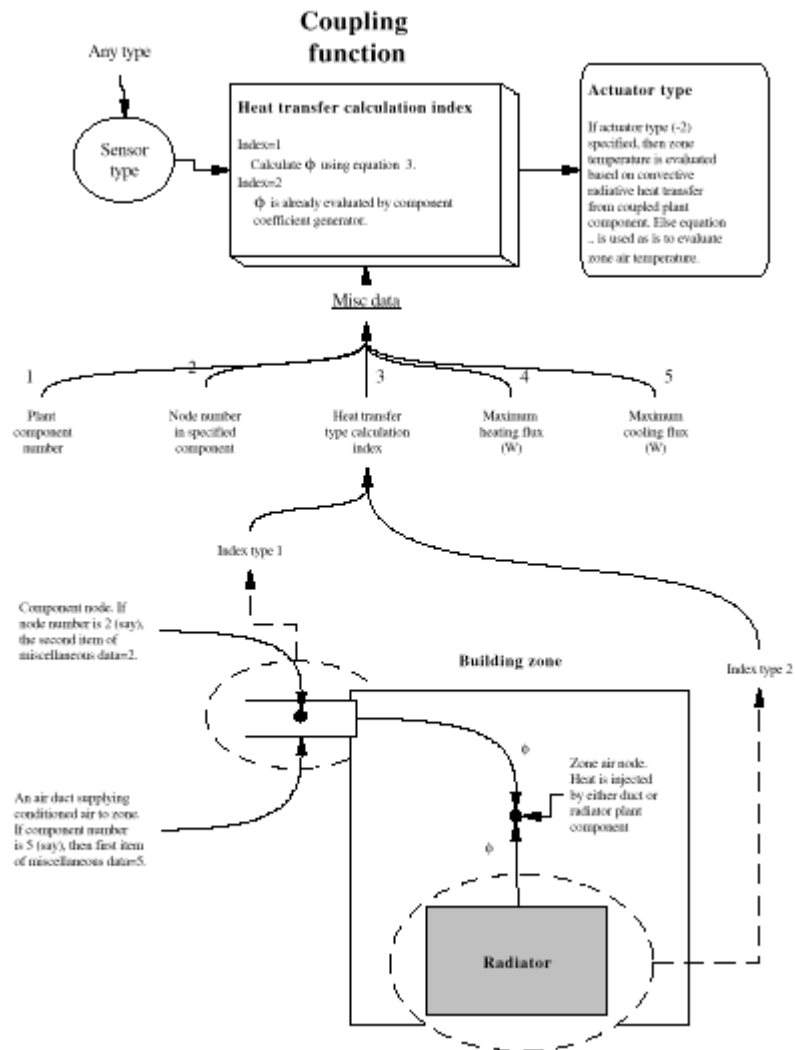 Coupling
function
Any type
Sensor
type
Heat transfer calculation index
Index=1
Calculate ϕ using equation 3.
Index=2
ϕ is already evaluated by component
coefficient generator.
Actuator type
If actuator type (-2)
specified, then zone
temperature is evaluated
based on convective
radiative heat transfer
from coupled plant
component. Else equation
.. is used as is to evaluate
zone air temperature.
Misc data
1
2
3
4
5
Plant
component
number
Node number
in specified
component
Heat transfer
type calculation
index
Maximum
heating flux
(W)
Maximum
cooling flux
(W)
Index type 1
Component node. If
node number is 2 (say),
the second item of
miscellaneous data=2.
Building zone
Index type 2
ϕ
Zone air node.
Heat is injected
by either duct or
radiator plant
component
An air duct supplying
conditioned air to zone.
If component number
is 5 (say), then first item
of miscellaneous data=5.
ϕ
Radiator